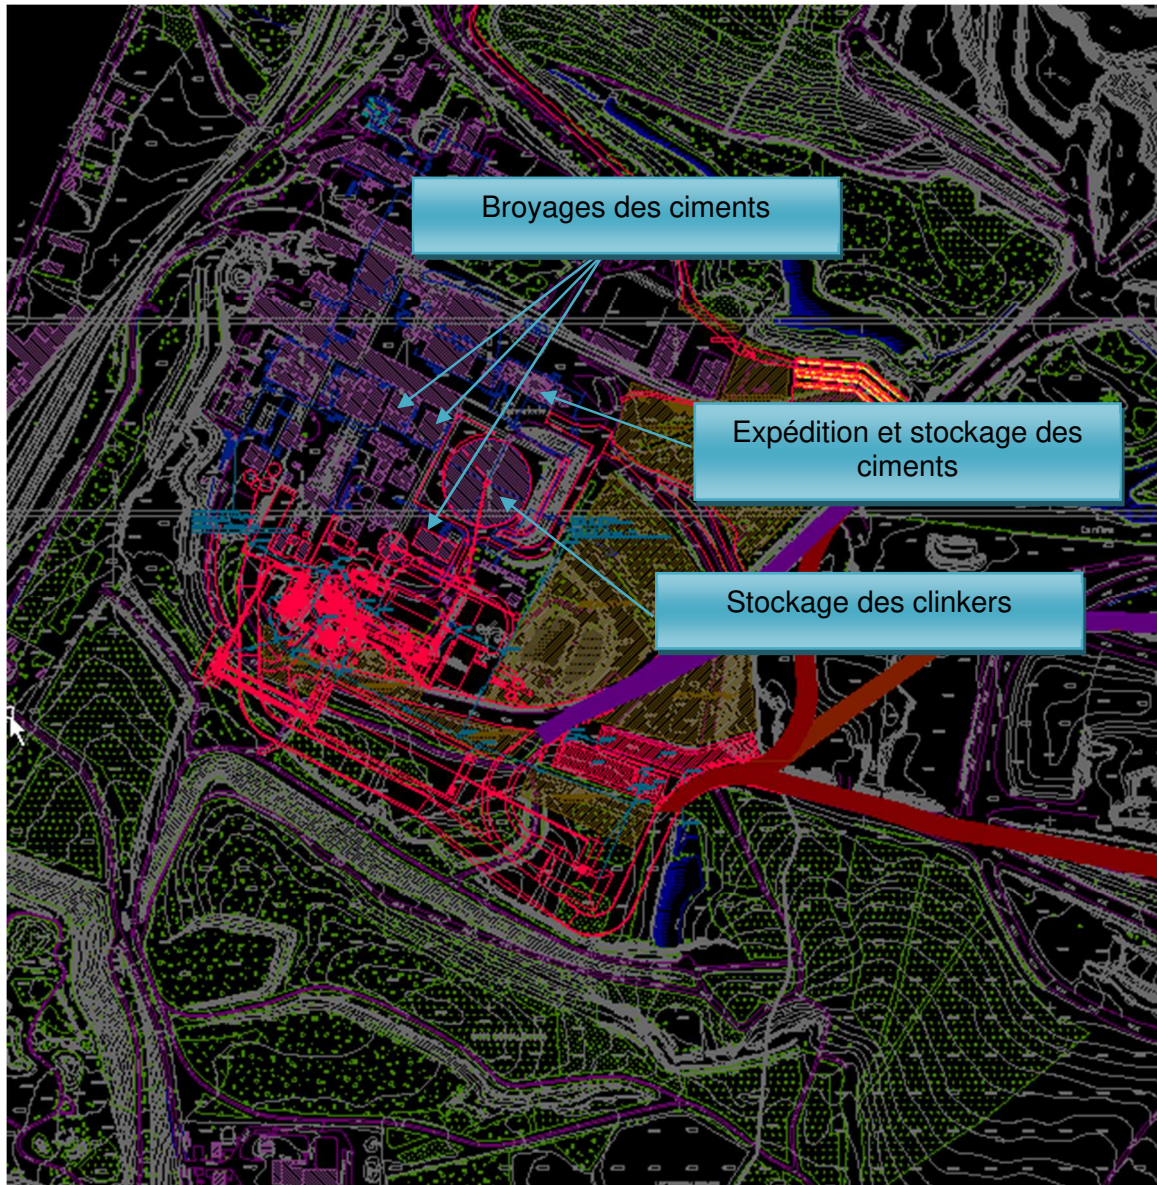 Broyages des ciments
Expédition et stockage des
ciments
Stockage des clinkers